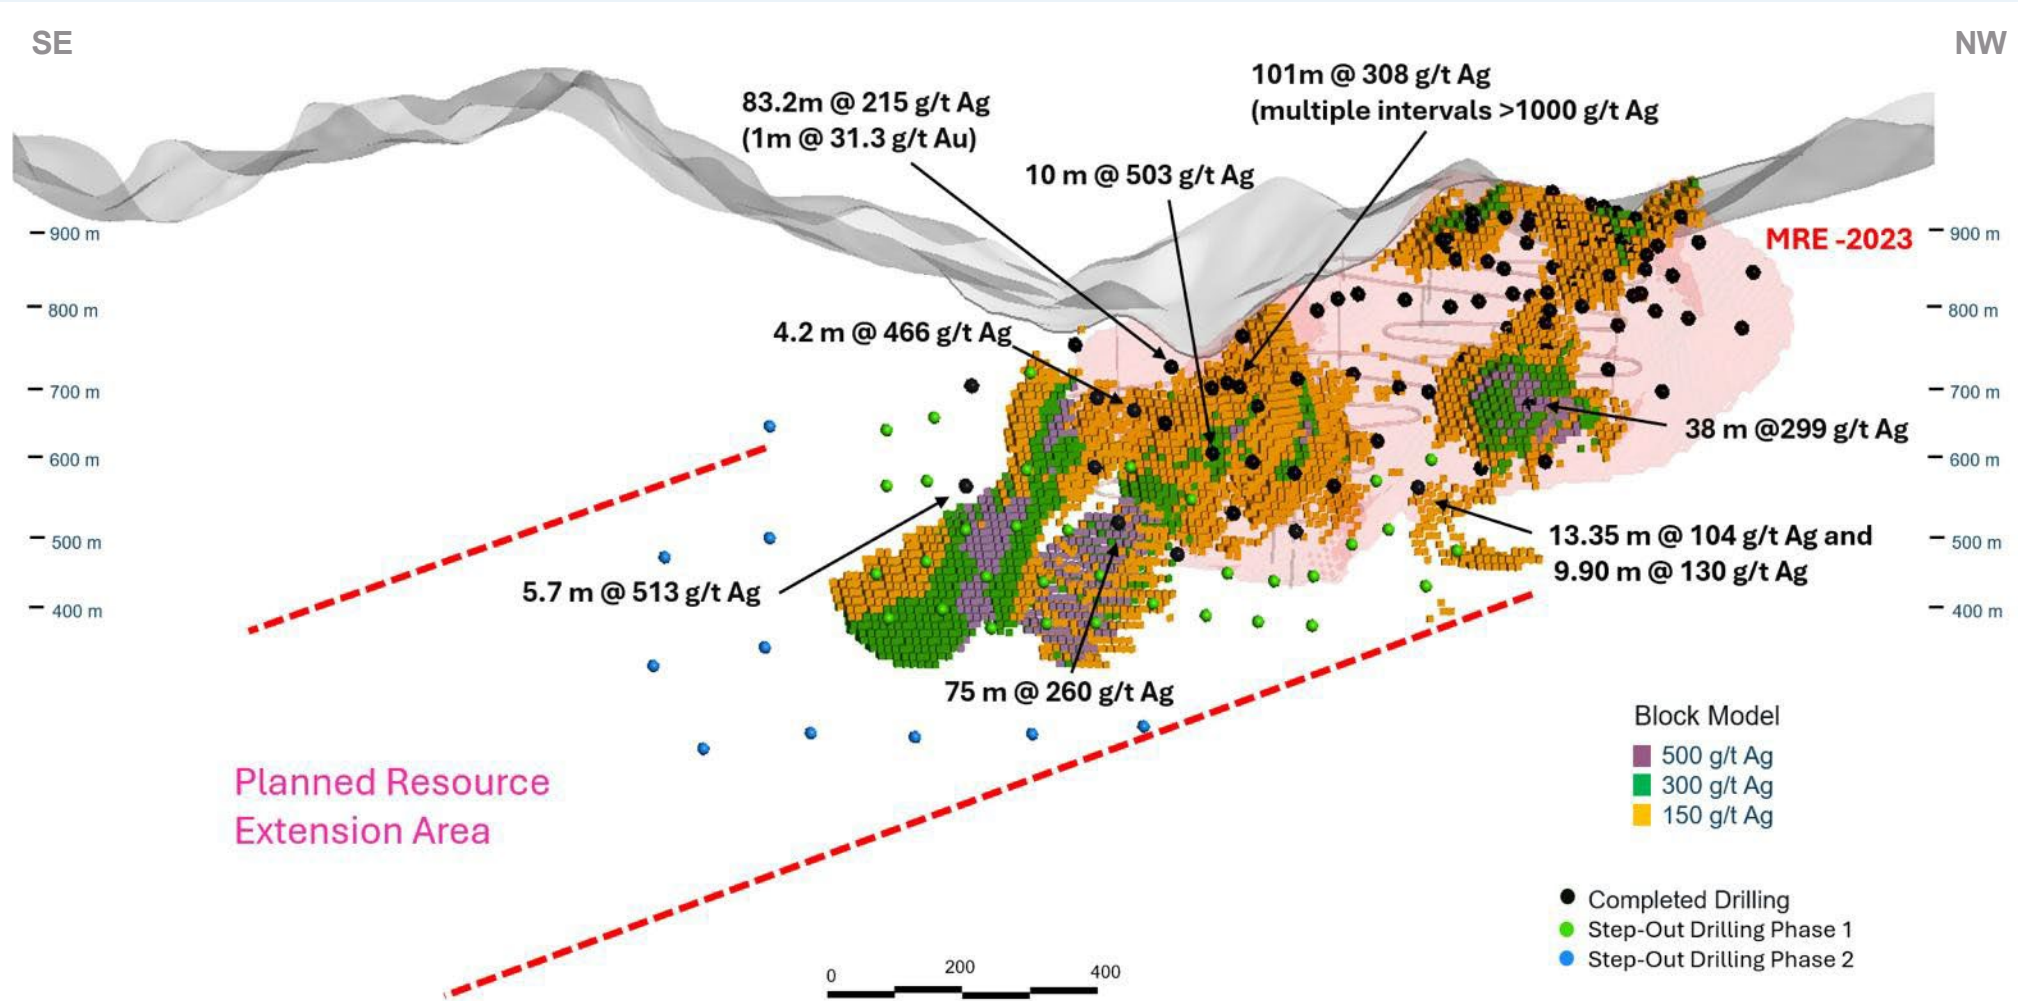 SE
NW
83.2m @ 215 g/t Ag
(1m @ 31.3 g/t Au)
101m @ 308 g/t Ag
(multiple intervals >1000 g/t Ag
10 m @ 503 g/t Ag
900 m
900 m
MRE -2023
800 m
800 m
4.2 m @ 466 g/t Ag
700 m
700 m
38 m @299 g/t Ag
600 m
600 m
500 m
500 m
13.35 m @ 104 g/t Ag and
9.90 m @ 130 g/t Ag
5.7 m @ 513 g/t Ag
400 m
400 m
75 m @ 260 g/t Ag
Planned Resource
Extension Area
Block Model
500 g/t Ag
300 g/t Ag
150 g/t Ag
Completed Drilling
Step-Out Drilling Phase 1
Step-Out Drilling Phase 2
0 200 400